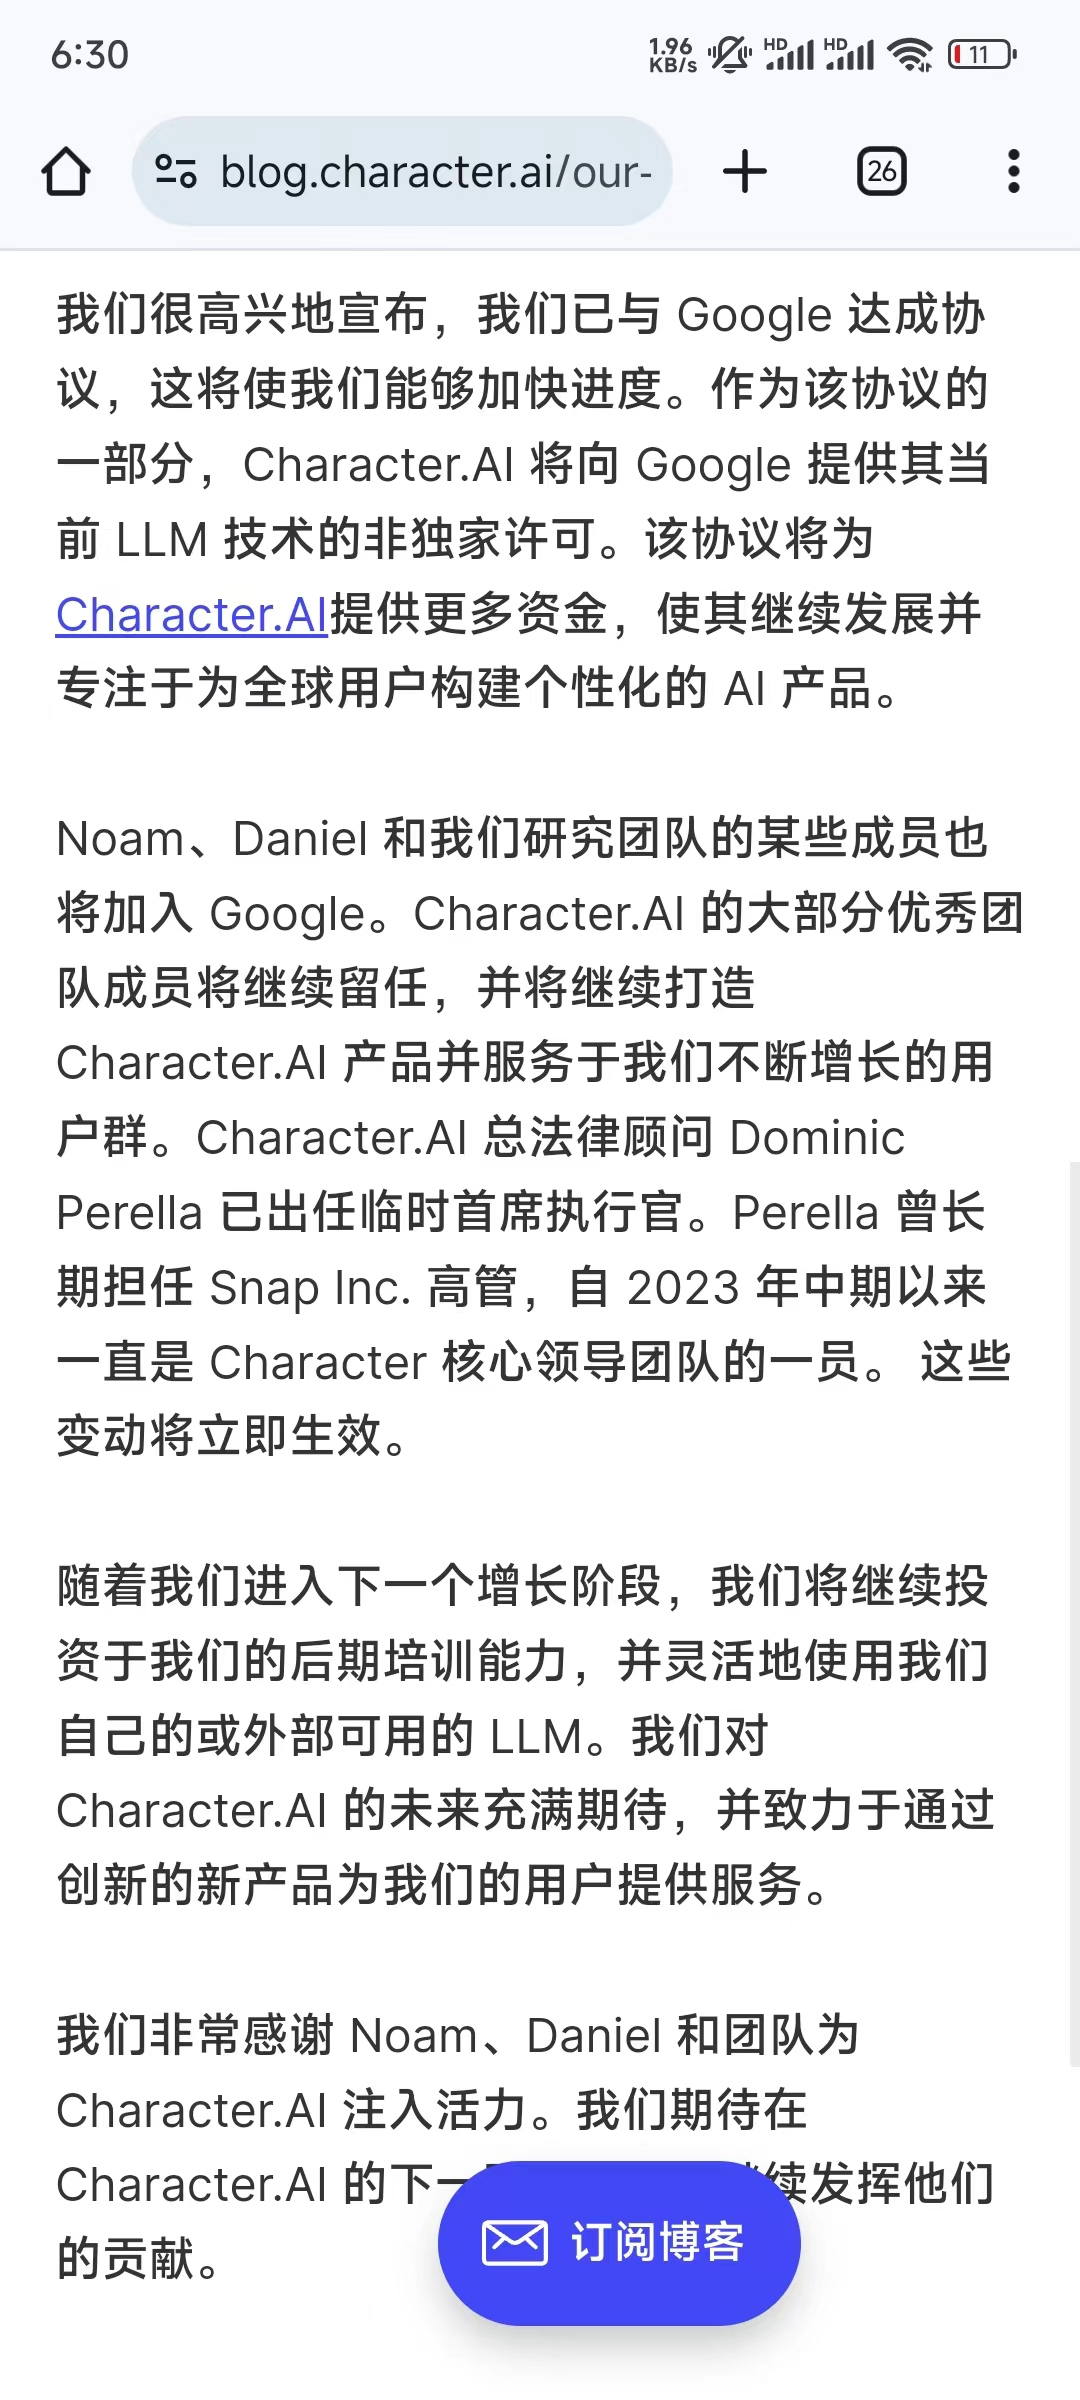 6:30
1.96
KB/s
HD
HD
11
blog.character.ai/our-
26
我们很高兴地宣布，我们已与 Google 达成协
议，这将使我们能够加快进度。作为该协议的
一部分，Character.AI 将向 Google 提供其当
前 LLM 技术的非独家许可。该协议将为
Character.AI提供更多资金，使其继续发展并
专注于为全球用户构建个性化的 AI 产品。
Noam、Daniel 和我们研究团队的某些成员也
将加入 Google。Character.AI 的大部分优秀团
队成员将继续留任，并将继续打造
Character.AI 产品并服务于我们不断增长的用
户群。Character.AI 总法律顾问 Dominic
Perella 已出任临时首席执行官。Perella 曾长
期担任 Snap Inc. 高管，自 2023 年中期以来
一直是 Character 核心领导团队的一员。 这些
变动将立即生效。
随着我们进入下一个增长阶段，我们将继续投
资于我们的后期培训能力，并灵活地使用我们
自己的或外部可用的 LLM。我们对
Character.AI 的未来充满期待，并致力于通过
创新的新产品为我们的用户提供服务。
我们非常感谢 Noam、Daniel 和团队为
Character.AI 注入活力。我们期待在
Character.AI 的下一 续发挥他们
的贡献。
订阅博客